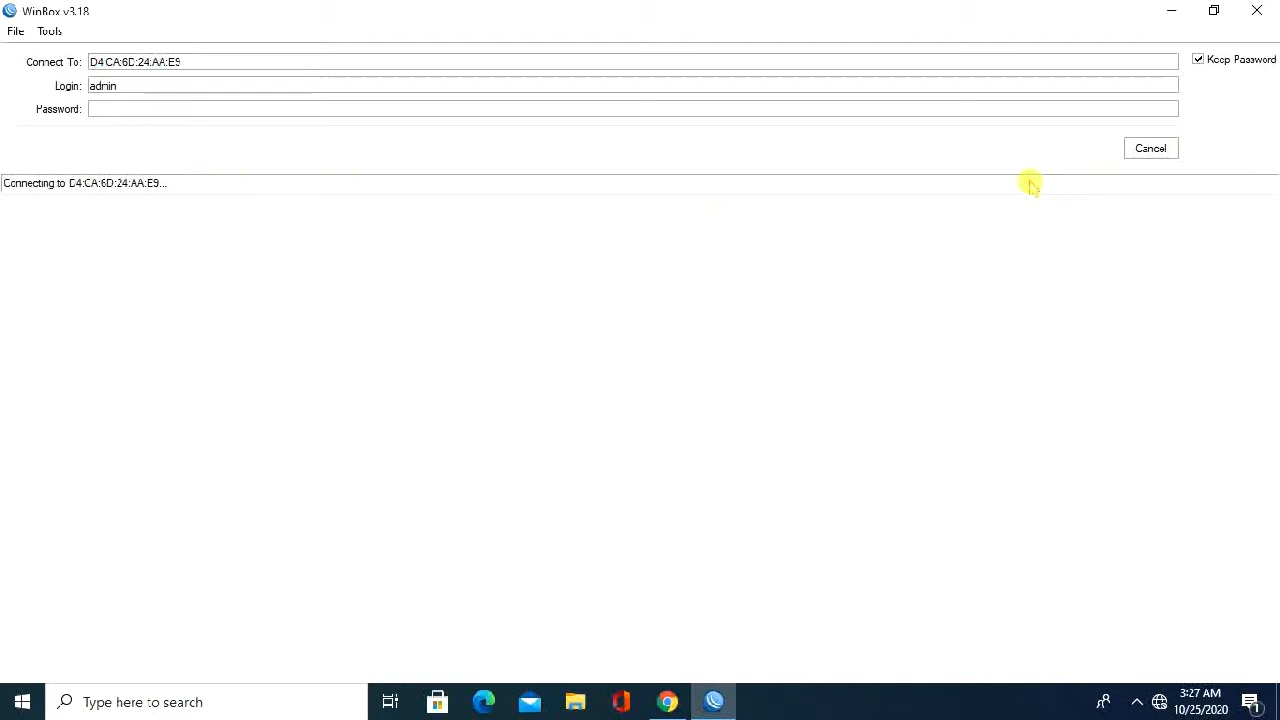 WinBox v3.18
File Tools
Connect To: D4:CA:6D:24:AA:E9
Keep Password
Login: admin
Password:
Cancel
Connecting to D4:CA:6D:24:AA:E9...
Type here to search
3:27 AM
10/25/2020
1